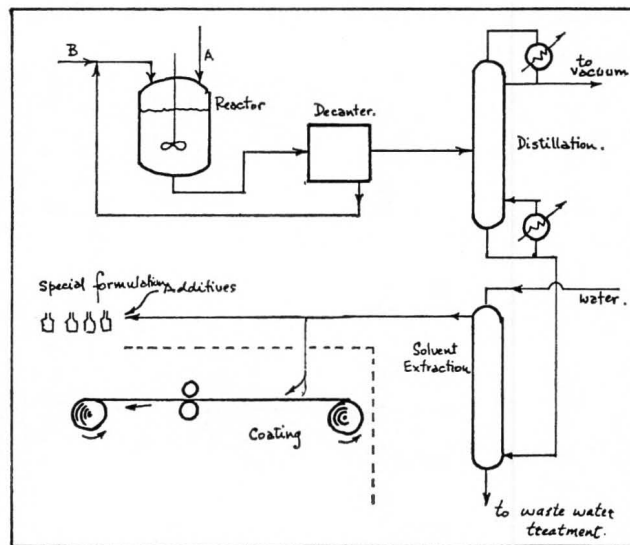 B
A
Reactor
Decanter.
to
vacuum
Distillation.
Special formulation
Additives
water.
Solvent
Extraction
Coating
to waste water
treatment.